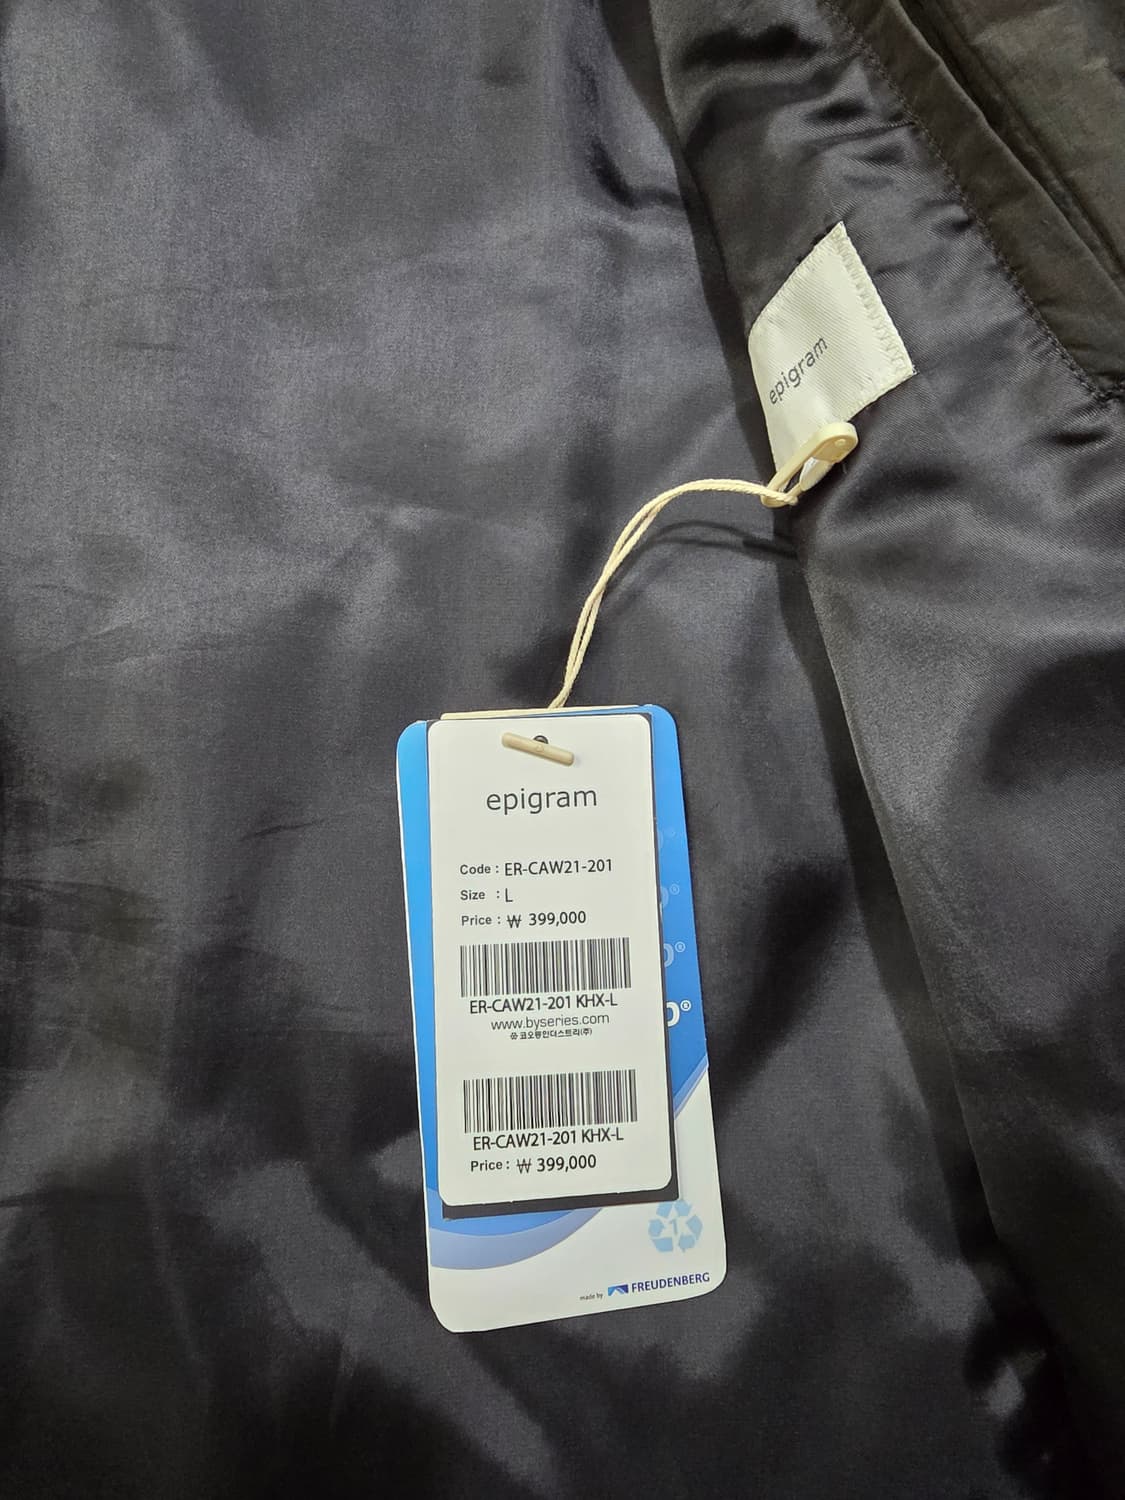 epigram
epigram
Code : ER-CAW21-201
Size : L
Price : ₩ 399,000
ER-CAW21-201 KHX-L
www.byseries.com
코오롱인더스트리(주)
ER-CAW21-201 KHX-L
Price : ₩ 399,000
1
made by FREUDENBERG